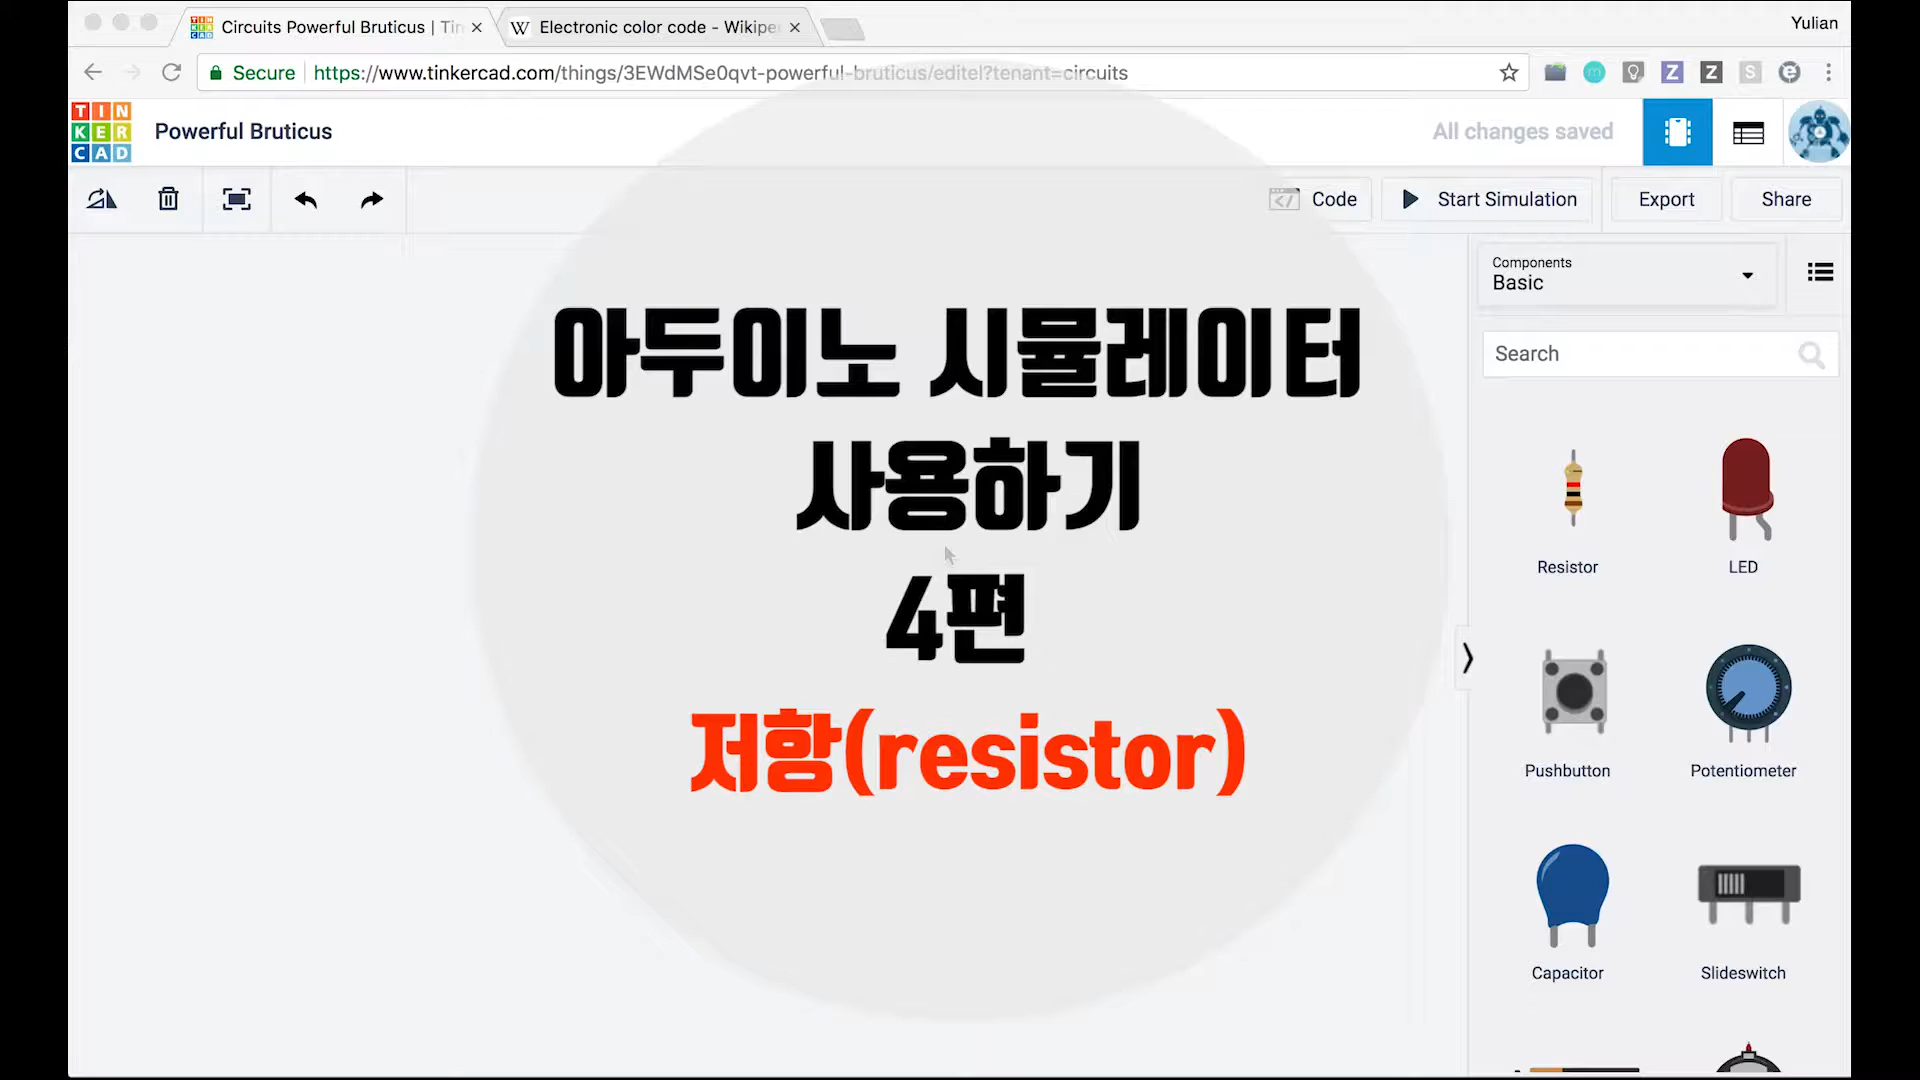 Circuits Powerful Bruticus | Tin
Electronic color code - Wikipe
Yulian
Secure
https://www.tinkercad.com/things/3EWdMSe0qvt-powerful-bruticus/editel?tenant=circuits
TIN
KER
CAD
Powerful Bruticus
All changes saved
Code
Start Simulation
Export
Share
Components
Basic
Search
아두이노 시뮬레이터
사용하기
4편
저항(resistor)
Resistor
LED
Pushbutton
Potentiometer
Capacitor
Slideswitch